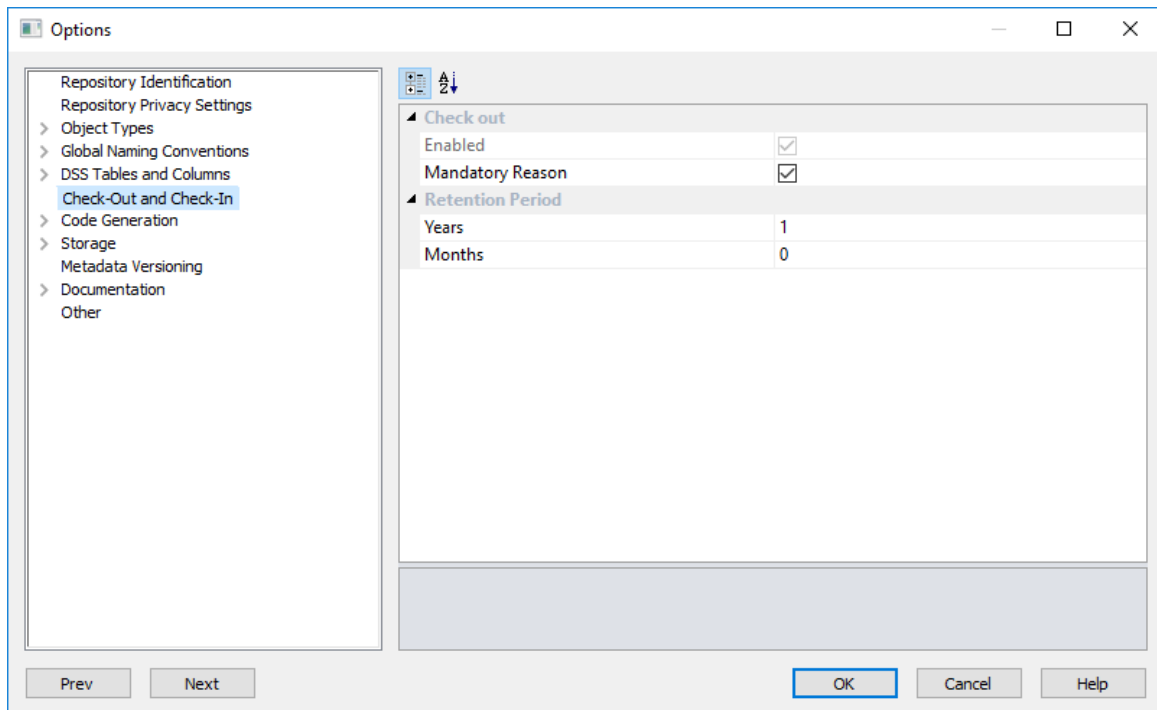 Options
Repository Identification
Repository Privacy Settings
Object Types
Global Naming Conventions
DSS Tables and Columns
Check-Out and Check-In
Code Generation
Storage
Metadata Versioning
Documentation
Other
A
Z
Check out
Enabled
Mandatory Reason
Retention Period
Years 1
Months 0
Prev Next OK Cancel Help